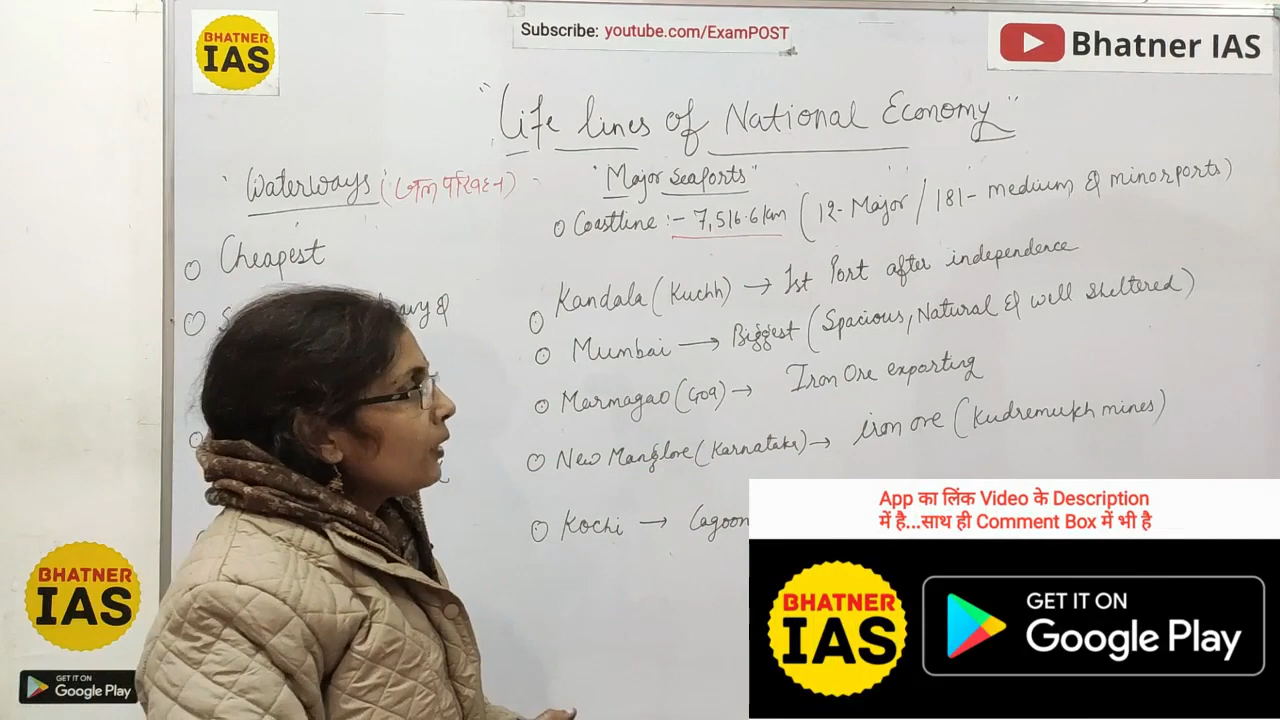 BHATNER
IAS
Subscribe: youtube.com/ExamPOST
Bhatner IAS
"Life lines of National Economy"
'Waterways' (जल परिवहन)
"Major Seaports"
Coastline :- 7,516.6 km (12- Major / 181- medium & minor ports)
Cheapest
Kandala (Kuchh) → 1st Port after independence
Mumbai → Biggest (Spacious, Natural & well sheltered)
Marmagao (Goa) → Iron Ore exporting
New Manglore (Karnataka) → iron ore (Kudremukh mines)
Kochi → Lagoon
App का लिंक Video के Description
में है...साथ ही Comment Box में भी है
BHATNER
IAS
GET IT ON
Google Play
BHATNER
IAS
GET IT ON
Google Play